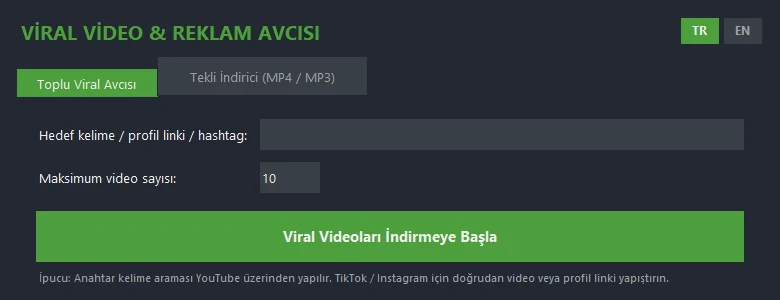 VİRAL VİDEO & REKLAM AVCISI
TR EN
Toplu Viral Avcısı
Tekli İndirici (MP4 / MP3)
Hedef kelime / profil linki / hashtag:
Maksimum video sayısı: 10
Viral Videoları İndirmeye Başla
İpucu: Anahtar kelime araması YouTube üzerinden yapılır. TikTok / Instagram için doğrudan video veya profil linki yapıştırın.